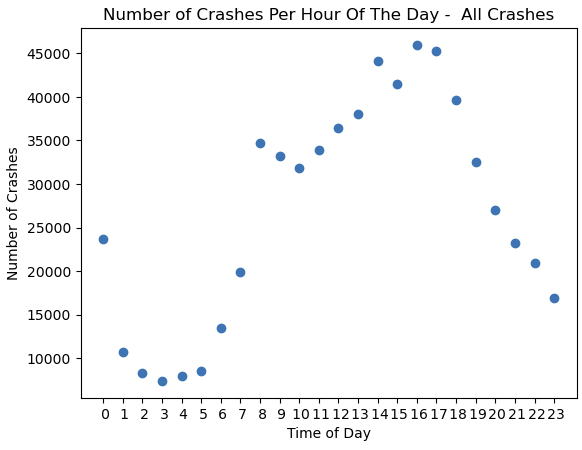 Number of Crashes Per Hour Of The Day -  All Crashes
45000
40000
35000
30000
25000
20000
15000
10000
Number of Crashes
0 1 2 3 4 5 6 7 8 9 10 11 12 13 14 15 16 17 18 19 20 21 22 23
Time of Day